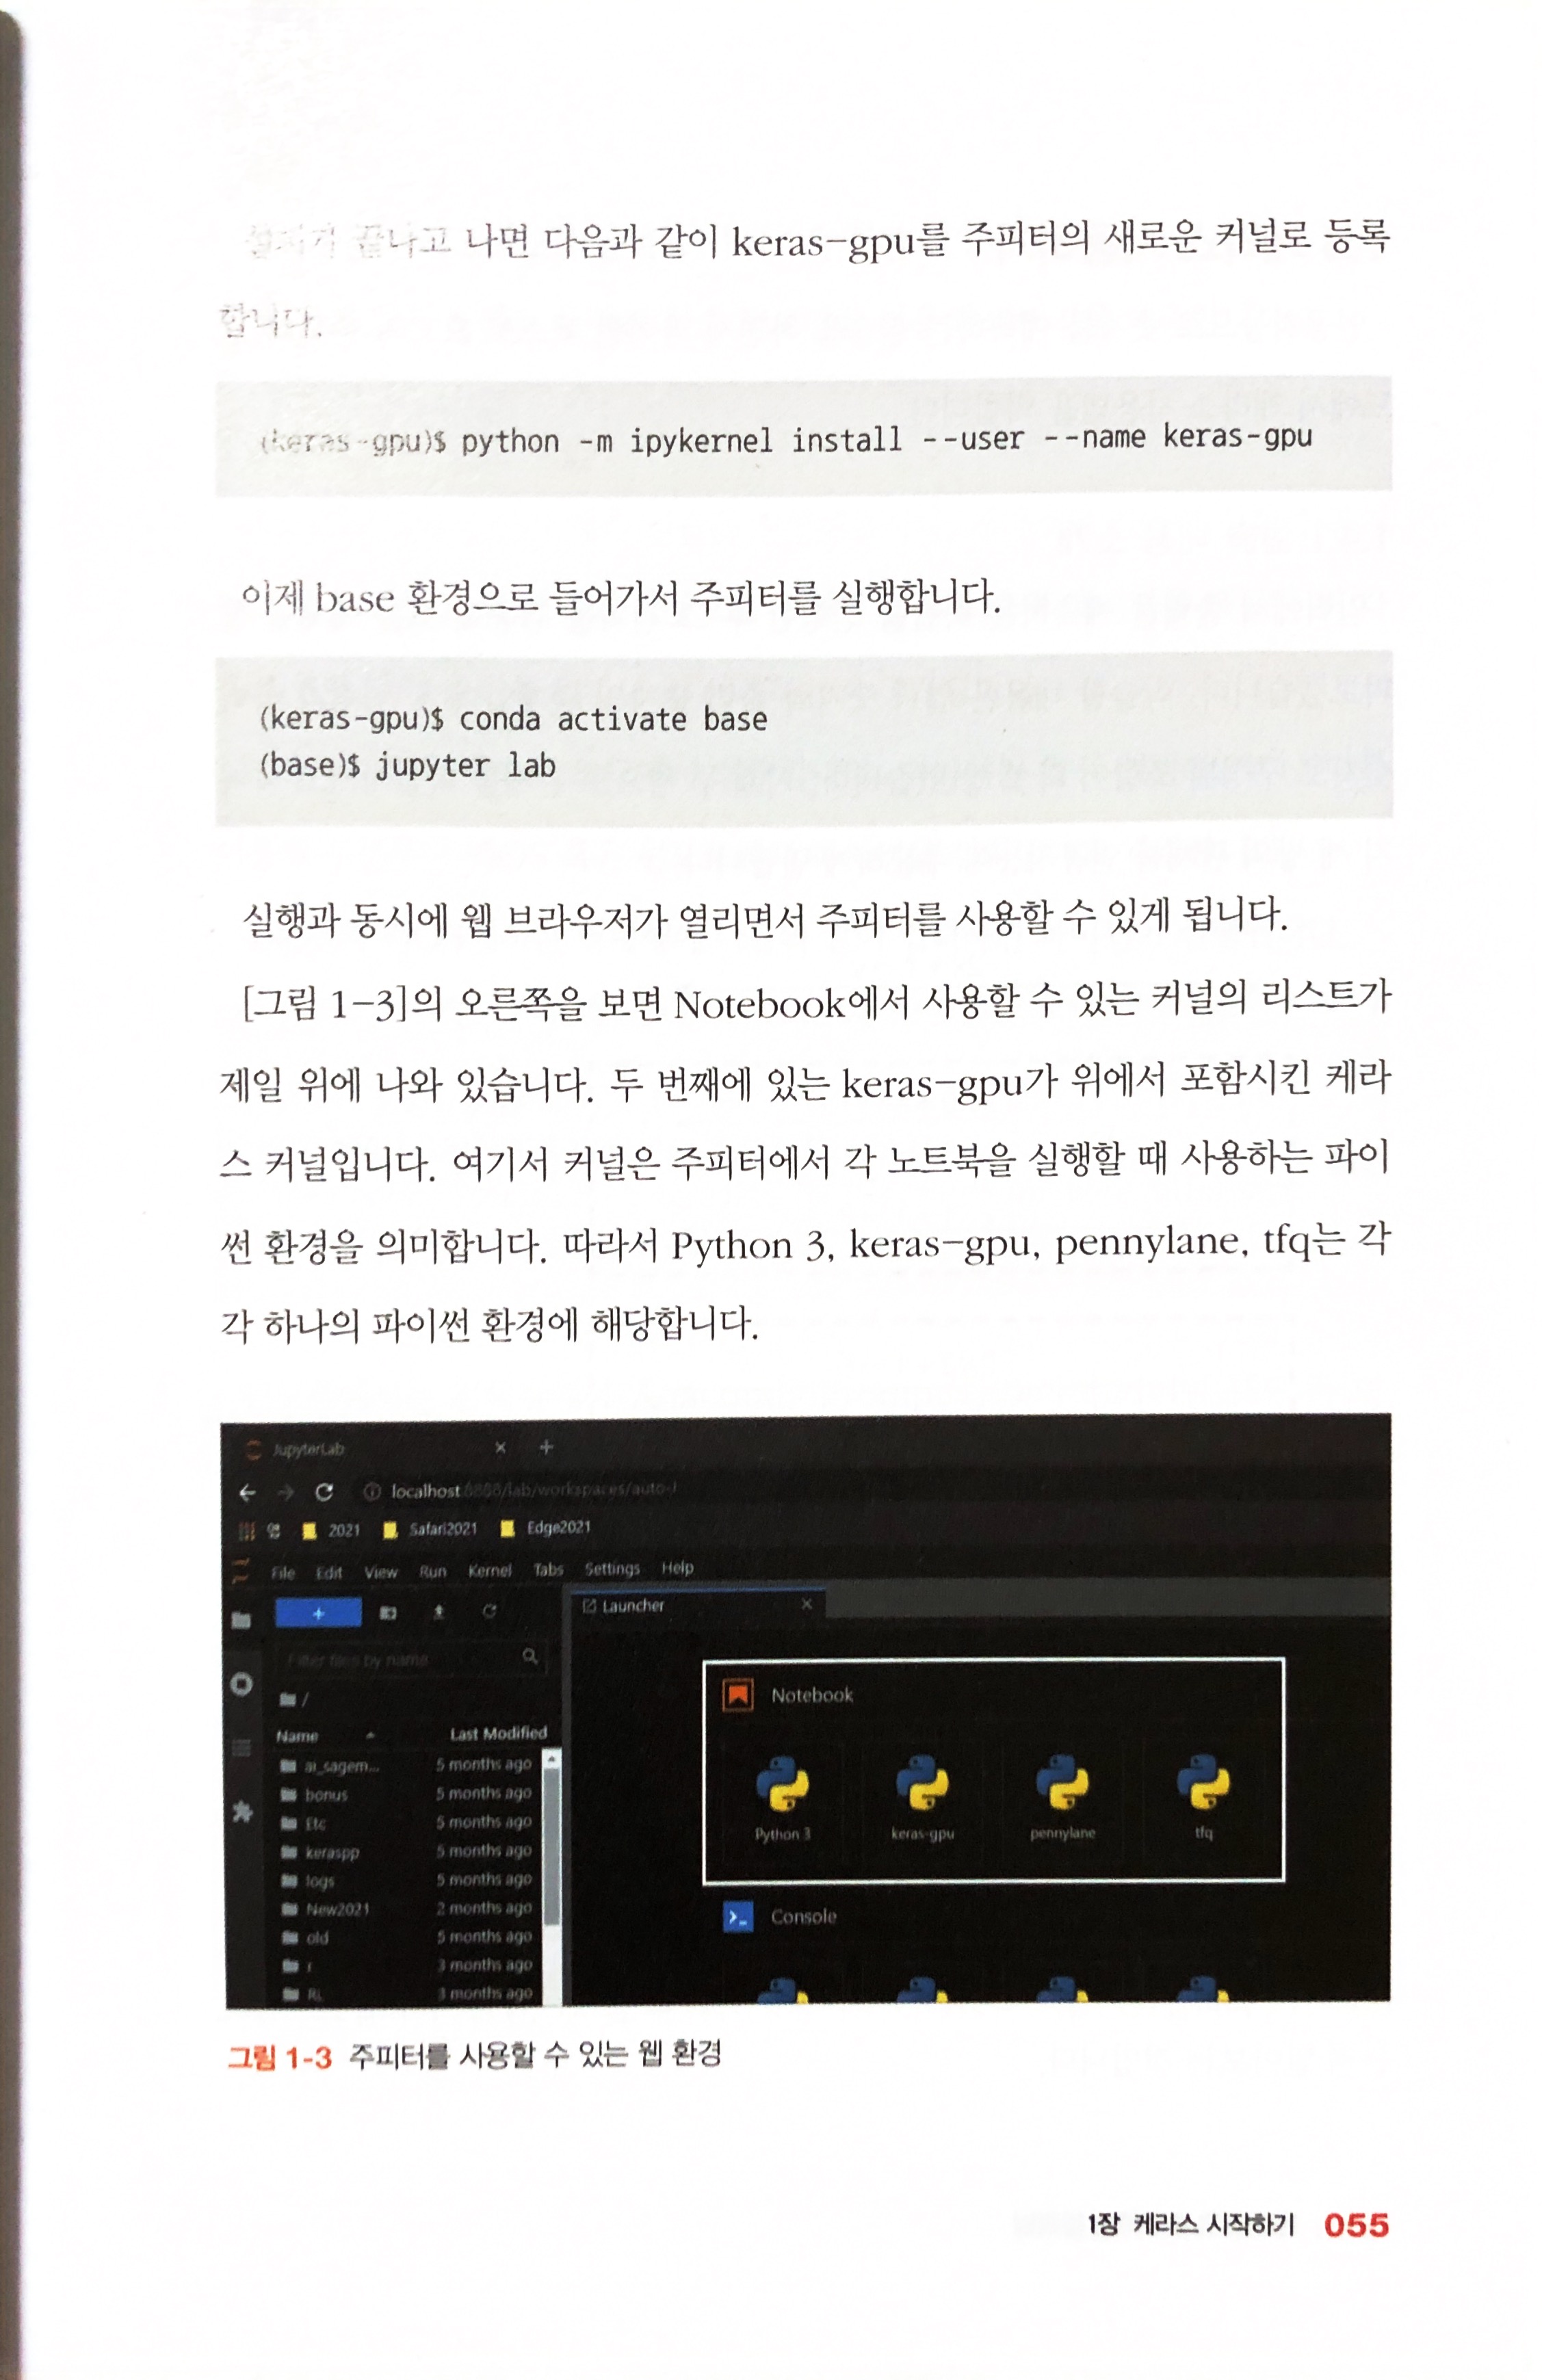 설치가 끝나고 나면 다음과 같이 keras-gpu를 주피터의 새로운 커널로 등록
합니다.
(keras-gpu)$ python -m ipykernel install --user --name keras-gpu
이제 base 환경으로 들어가서 주피터를 실행합니다.
(keras-gpu)$ conda activate base
(base)$ jupyter lab
실행과 동시에 웹 브라우저가 열리면서 주피터를 사용할 수 있게 됩니다.
[그림 1-3]의 오른쪽을 보면 Notebook에서 사용할 수 있는 커널의 리스트가
제일 위에 나와 있습니다. 두 번째에 있는 keras-gpu가 위에서 포함시킨 케라
스 커널입니다. 여기서 커널은 주피터에서 각 노트북을 실행할 때 사용하는 파이
썬 환경을 의미합니다. 따라서 Python 3, keras-gpu, pennylane, tfq는 각
각 하나의 파이썬 환경에 해당합니다.
JupyterLab
localhost:8888/lab/workspaces/auto-J
앱 2021 Safari2021 Edge2021
File Edit View Run Kernel Tabs Settings Help
Launcher
Filter files by name
/
Notebook
Name Last Modified
ai_sagem... 5 months ago
bonus 5 months ago
Etc 5 months ago
keraspp 5 months ago
logs 5 months ago
New2021 2 months ago
old 5 months ago
r 3 months ago
RL 3 months ago
Python 3 keras-gpu pennylane tfq
Console
그림 1-3 주피터를 사용할 수 있는 웹 환경
1장 케라스 시작하기 055